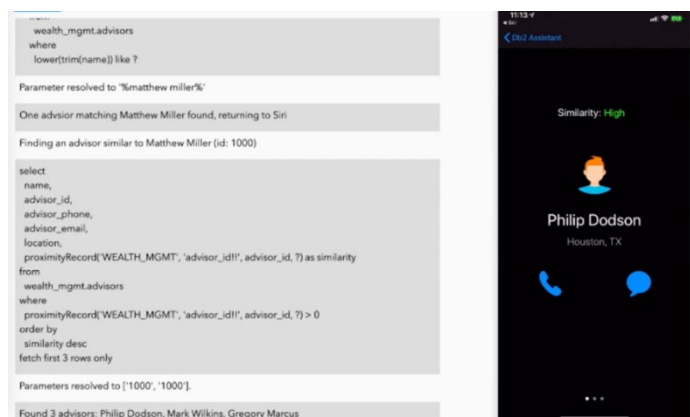 wealth_mgmt.advisors
where
lower(trim(name)) like ?
Parameter resolved to '%matthew miller%'
One advsior matching Matthew Miller found, returning to Siri
Finding an advisor similar to Matthew Miller (id: 1000)
select
name,
advisor_id,
advisor_phone,
advisor_email,
location,
proximityRecord('WEALTH_MGMT', 'advisor_id!!', advisor_id, ?) as similarity
from
wealth_mgmt.advisors
where
proximityRecord('WEALTH_MGMT', 'advisor_id!!', advisor_id, ?) > 0
order by
similarity desc
fetch first 3 rows only
Parameters resolved to ['1000', '1000'].
Found 3 advisors: Philip Dodson, Mark Wilkins, Gregory Marcus
11:13
Siri
Db2 Assistant
Similarity: High
Philip Dodson
Houston, TX